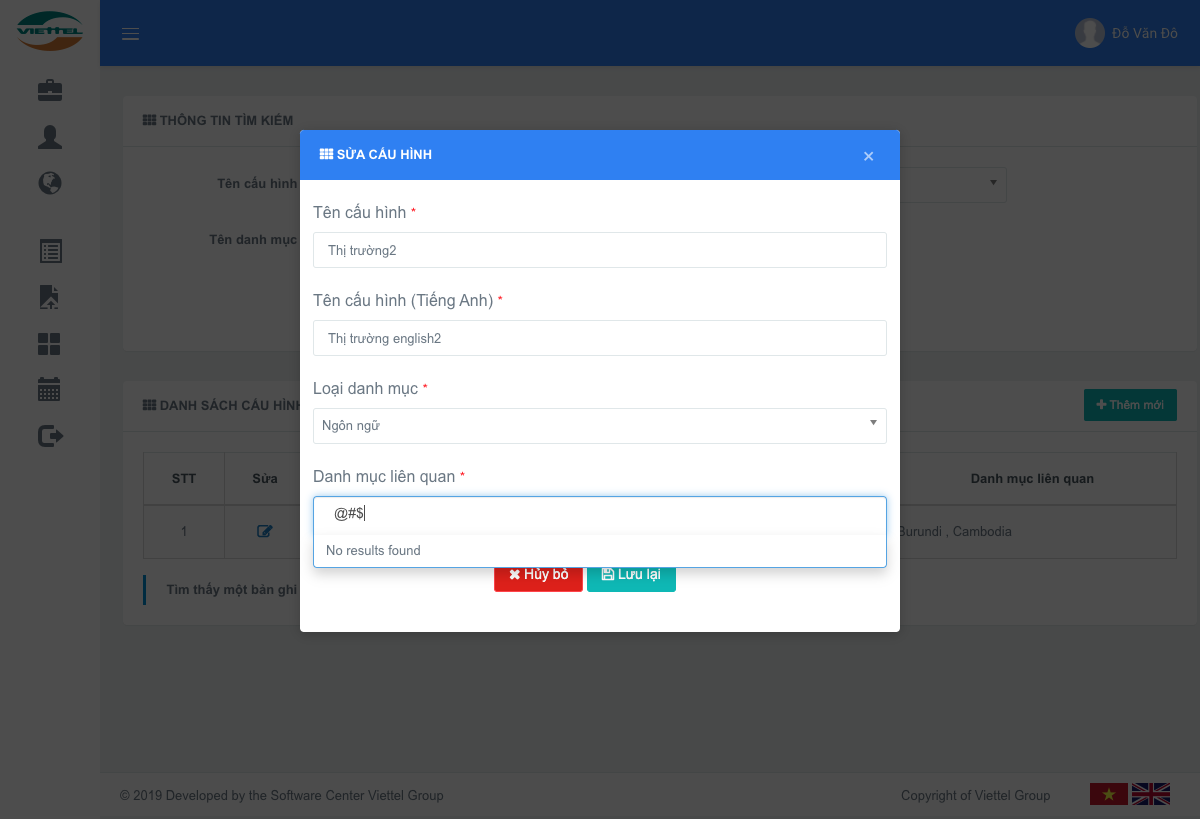 VIETTEL
Đỗ Văn Đô
THÔNG TIN TÌM KIẾM
Tên cấu hình
Tên danh mục
SỬA CẤU HÌNH
×
Tên cấu hình *
Thị trường2
Tên cấu hình (Tiếng Anh) *
Thị trường english2
Loại danh mục *
Ngôn ngữ
Danh mục liên quan *
@#$
No results found
Hủy bỏ Lưu lại
DANH SÁCH CẤU HÌNH
Thêm mới
STT Sửa Danh mục liên quan
1 Burundi , Cambodia
Tìm thấy một bản ghi
© 2019 Developed by the Software Center Viettel Group
Copyright of Viettel Group